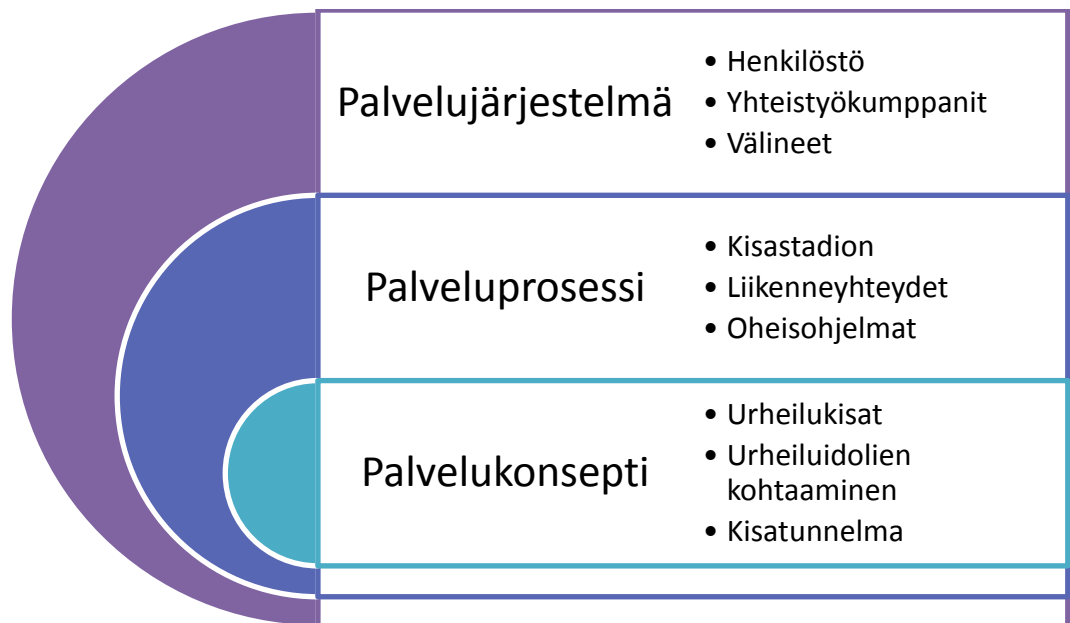 Palvelujärjestelmä
• Henkilöstö
• Yhteistyökumppanit
• Välineet
Palveluprosessi
• Kisastadion
• Liikenneyhteydet
• Oheisohjelmat
Palvelukonsepti
• Urheilukisat
• Urheiluidolien
kohtaaminen
• Kisatunnelma